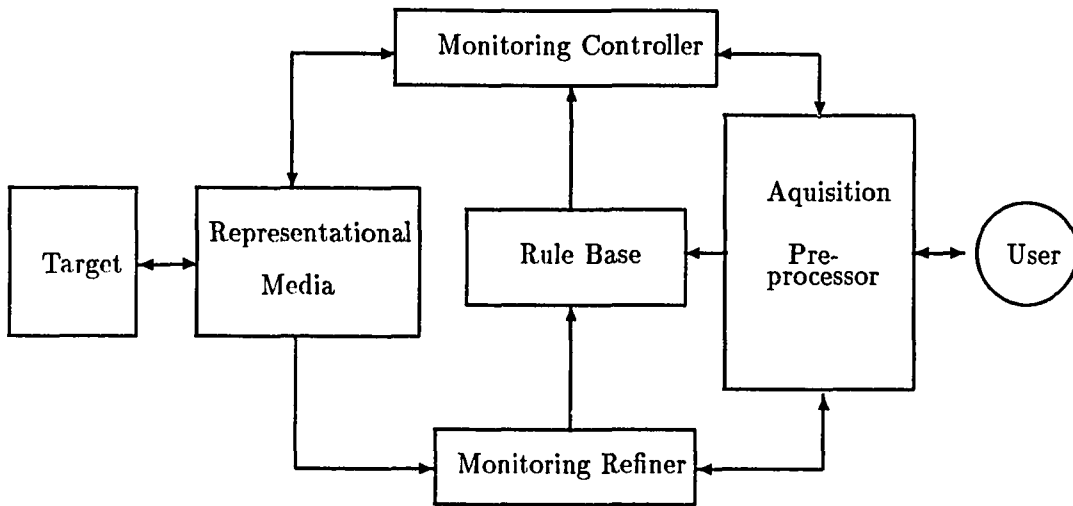 Monitoring Controller
Target
Representational
Media
Rule Base
Aquisition
Pre-
processor
User
Monitoring Refiner